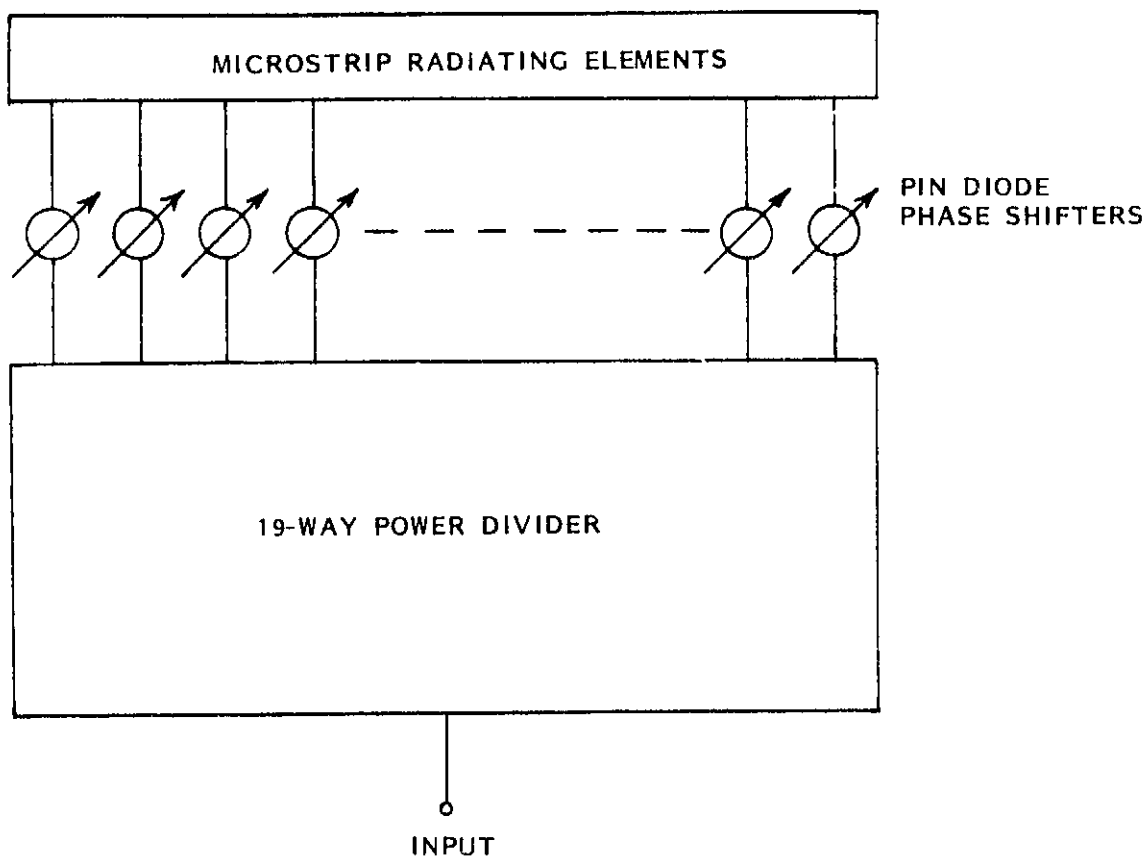 MICROSTRIP RADIATING ELEMENTS
PIN DIODE
PHASE SHIFTERS
19-WAY POWER DIVIDER
INPUT